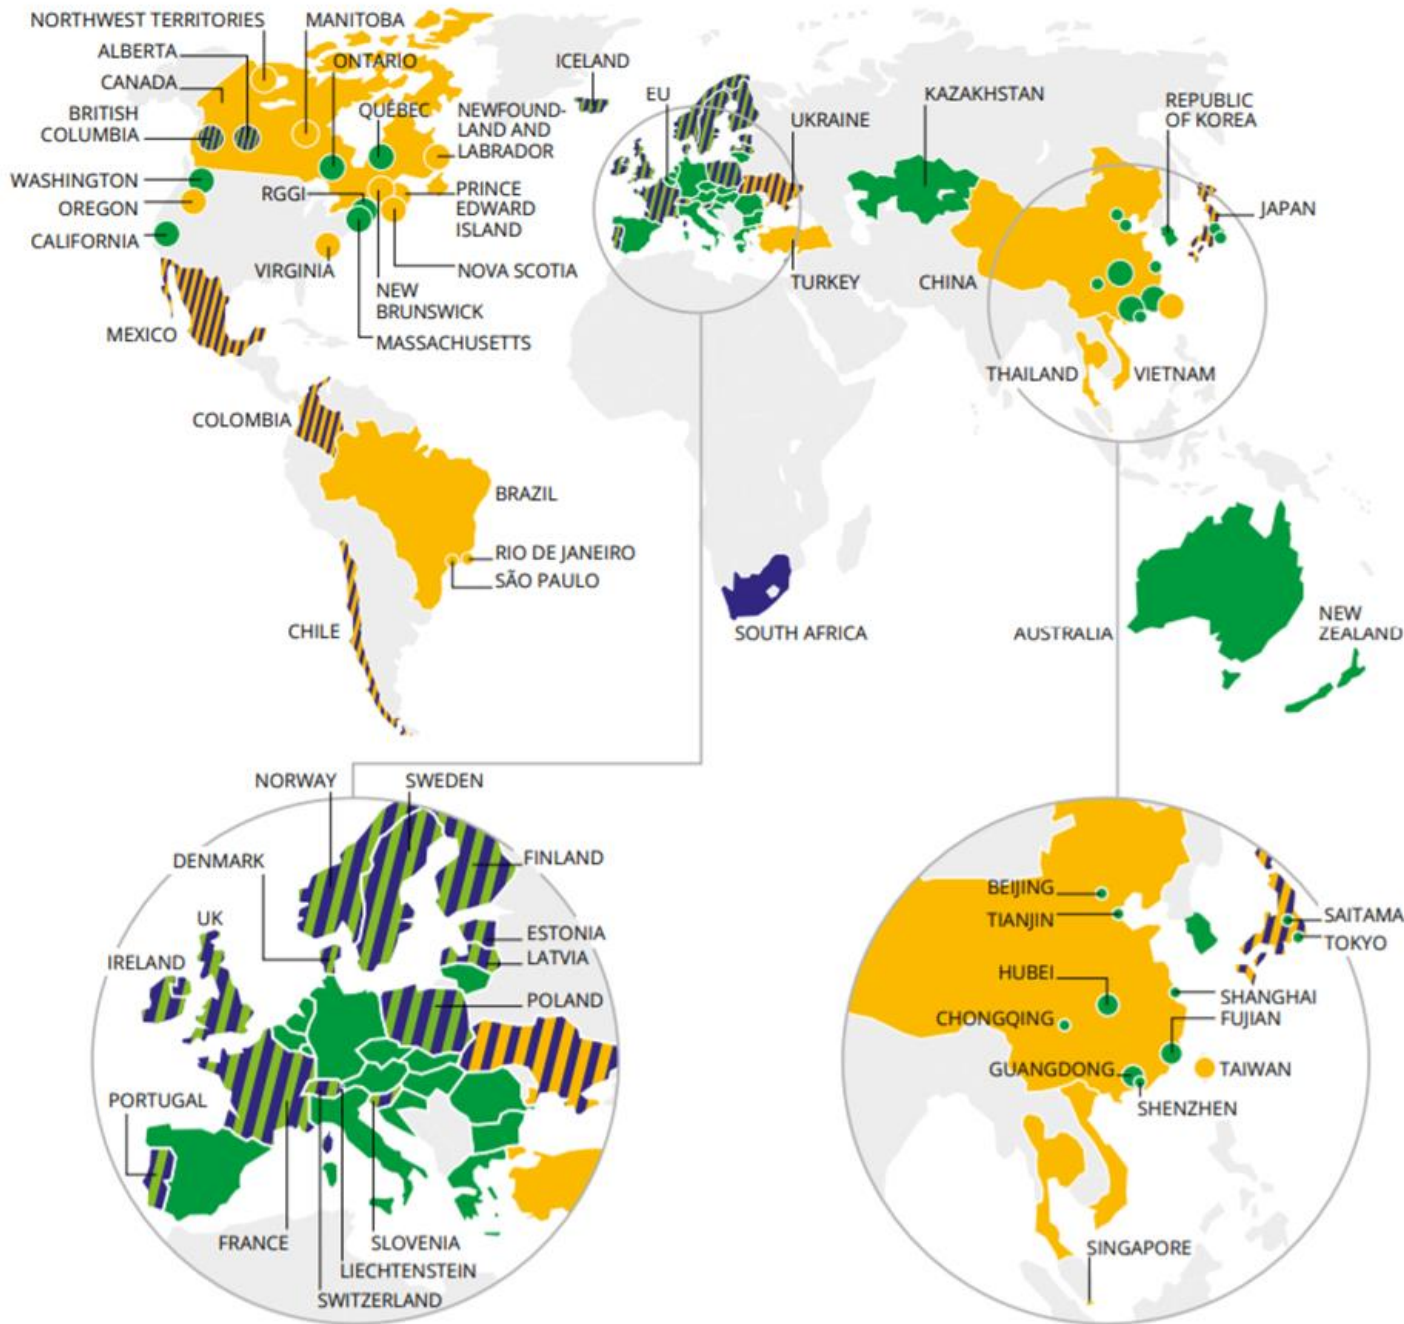 NORTHWEST TERRITORIES
MANITOBA
ALBERTA
ONTARIO
CANADA
BRITISH
COLUMBIA
QUÉBEC
NEWFOUND-
LAND AND
LABRADOR
WASHINGTON
OREGON
CALIFORNIA
RGGI
PRINCE
EDWARD
ISLAND
VIRGINIA
NOVA SCOTIA
NEW
BRUNSWICK
MASSACHUSETTS
MEXICO
ICELAND
EU
UKRAINE
KAZAKHSTAN
REPUBLIC
OF KOREA
JAPAN
TURKEY
CHINA
THAILAND
VIETNAM
COLOMBIA
BRAZIL
RIO DE JANEIRO
SÃO PAULO
CHILE
SOUTH AFRICA
AUSTRALIA
NEW
ZEALAND
NORWAY
SWEDEN
DENMARK
FINLAND
UK
ESTONIA
IRELAND
LATVIA
POLAND
PORTUGAL
FRANCE
SLOVENIA
LIECHTENSTEIN
SWITZERLAND
BEIJING
TIANJIN
SAITAMA
TOKYO
HUBEI
SHANGHAI
CHONGQING
FUJIAN
GUANGDONG
TAIWAN
SHENZHEN
SINGAPORE